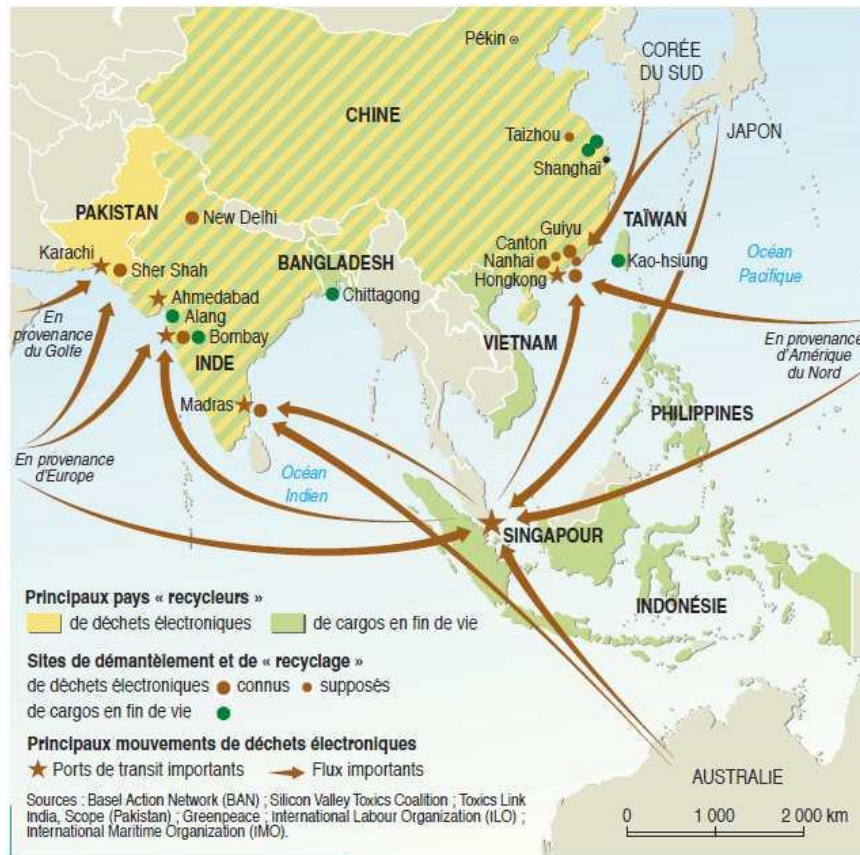 Pékin
CORÉE
DU SUD
CHINE
JAPON
Taizhou
Shanghaï
PAKISTAN
New Delhi
Guiyu
TAÏWAN
Karachi
Canton
Sher Shah
BANGLADESH
Nanhai
Kao-hsiung
Océan
Pacifique
Hongkong
Ahmedabad
Chittagong
Alang
En
provenance
du Golfe
Bombay
VIETNAM
En provenance
d'Amérique
du Nord
INDE
Madras
PHILIPPINES
En provenance
d'Europe
Océan
Indien
SINGAPOUR
INDONÉSIE
Principaux pays « recycleurs »
de déchets électroniques de cargos en fin de vie
Sites de démantèlement et de « recyclage »
de déchets électroniques connus supposés
de cargos en fin de vie
Principaux mouvements de déchets électroniques
Ports de transit importants Flux importants
AUSTRALIE
Sources : Basel Action Network (BAN) ; Silicon Valley Toxics Coalition ; Toxics Link
India, Scope (Pakistan) ; Greenpeace ; International Labour Organization (ILO) ;
International Maritime Organization (IMO).
0 1 000 2 000 km